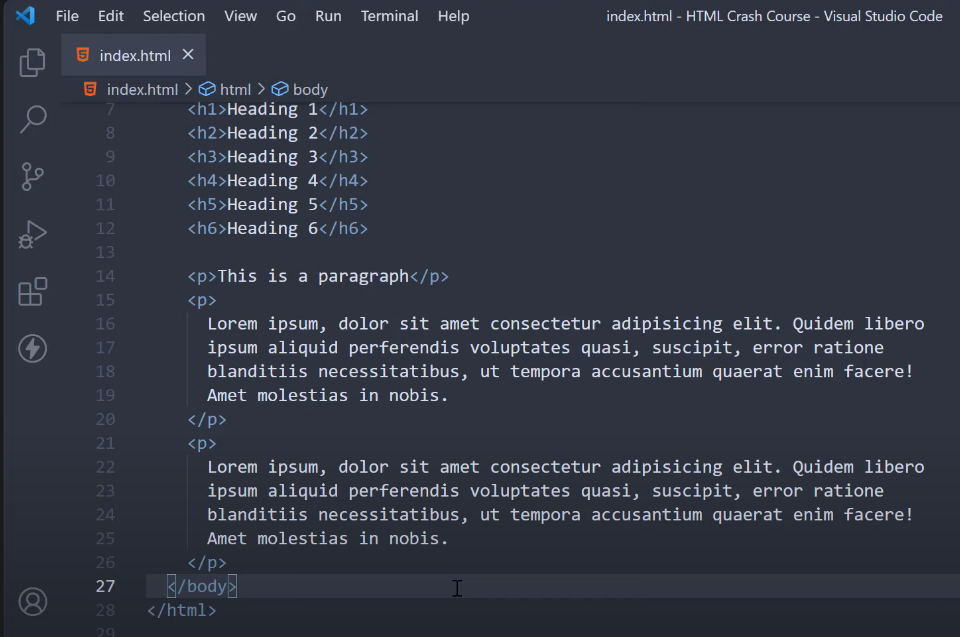 File Edit Selection View Go Run Terminal Help index.html - HTML Crash Course - Visual Studio Code
index.html
index.html > html > body
7 <h1>Heading 1</h1>
8 <h2>Heading 2</h2>
9 <h3>Heading 3</h3>
10 <h4>Heading 4</h4>
11 <h5>Heading 5</h5>
12 <h6>Heading 6</h6>
13
14 <p>This is a paragraph</p>
15 <p>
16 Lorem ipsum, dolor sit amet consectetur adipisicing elit. Quidem libero
17 ipsum aliquid perferendis voluptates quasi, suscipit, error ratione
18 blanditiis necessitatibus, ut tempora accusantium quaerat enim facere!
19 Amet molestias in nobis.
20 </p>
21 <p>
22 Lorem ipsum, dolor sit amet consectetur adipisicing elit. Quidem libero
23 ipsum aliquid perferendis voluptates quasi, suscipit, error ratione
24 blanditiis necessitatibus, ut tempora accusantium quaerat enim facere!
25 Amet molestias in nobis.
26 </p>
27 </body>
28 </html>
29